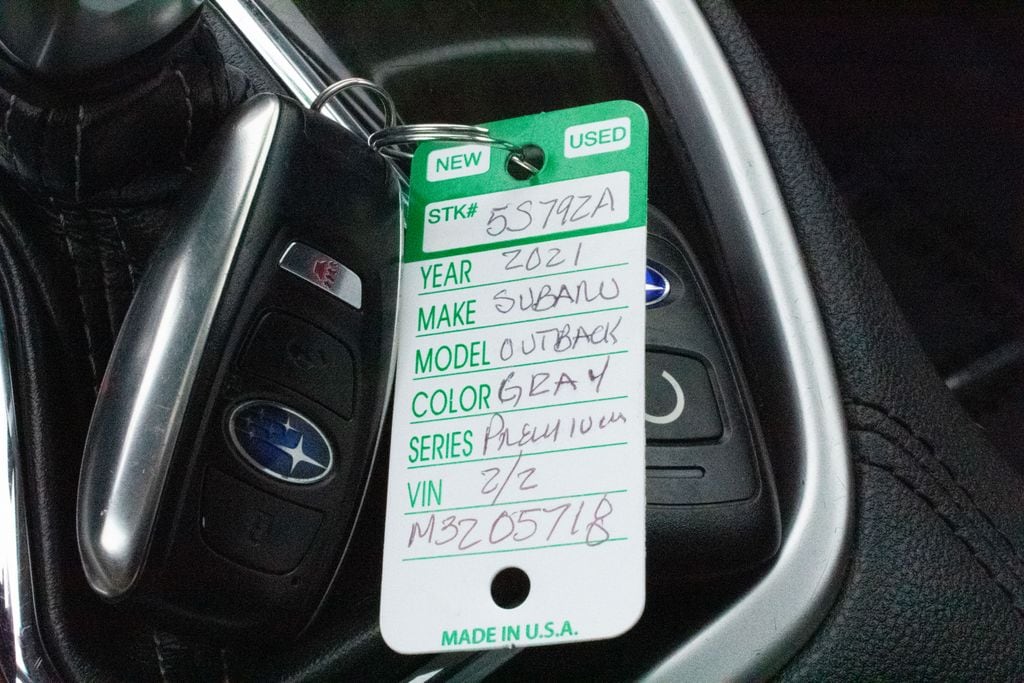 NEW USED
STK# 5S792A
YEAR 2021
MAKE SUBARU
MODEL OUTBACK
COLOR GRAY
SERIES Premium
VIN 2/2
M3205718
MADE IN U.S.A.